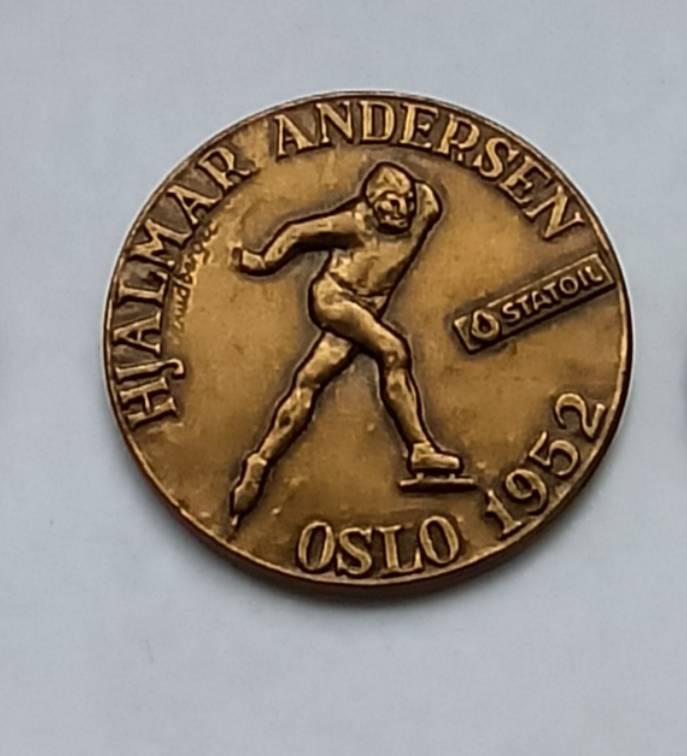 HJALMAR ANDERSEN
STATOIL
OSLO 1952